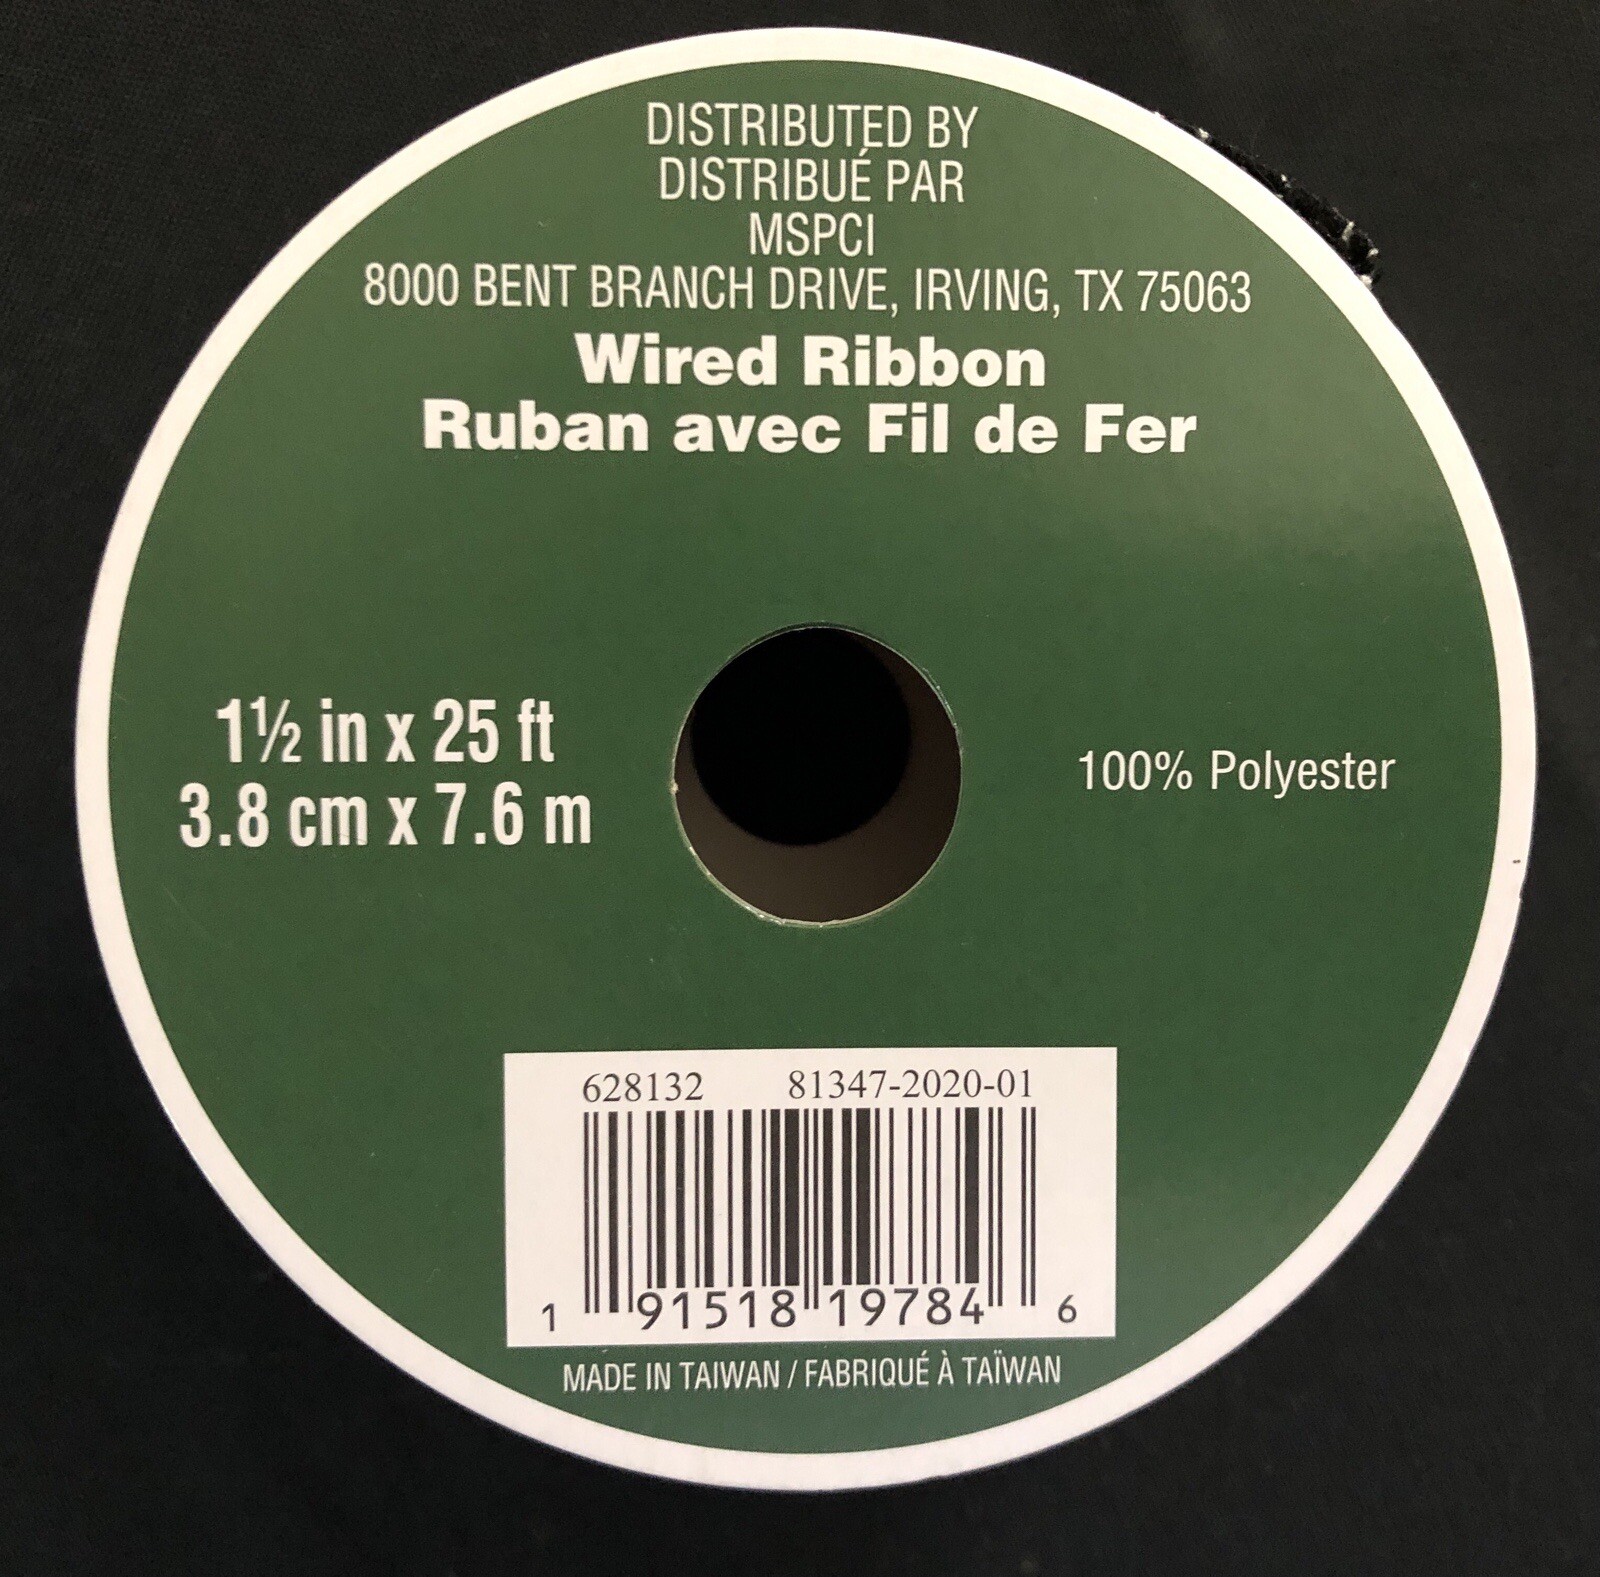 DISTRIBUTED BY
DISTRIBUÉ PAR
MSPCI
8000 BENT BRANCH DRIVE, IRVING, TX 75063
Wired Ribbon
Ruban avec Fil de Fer
1½ in x 25 ft
3.8 cm x 7.6 m
100% Polyester
628132 81347-2020-01
1 91518 19784 6
MADE IN TAIWAN / FABRIQUÉ À TAÏWAN